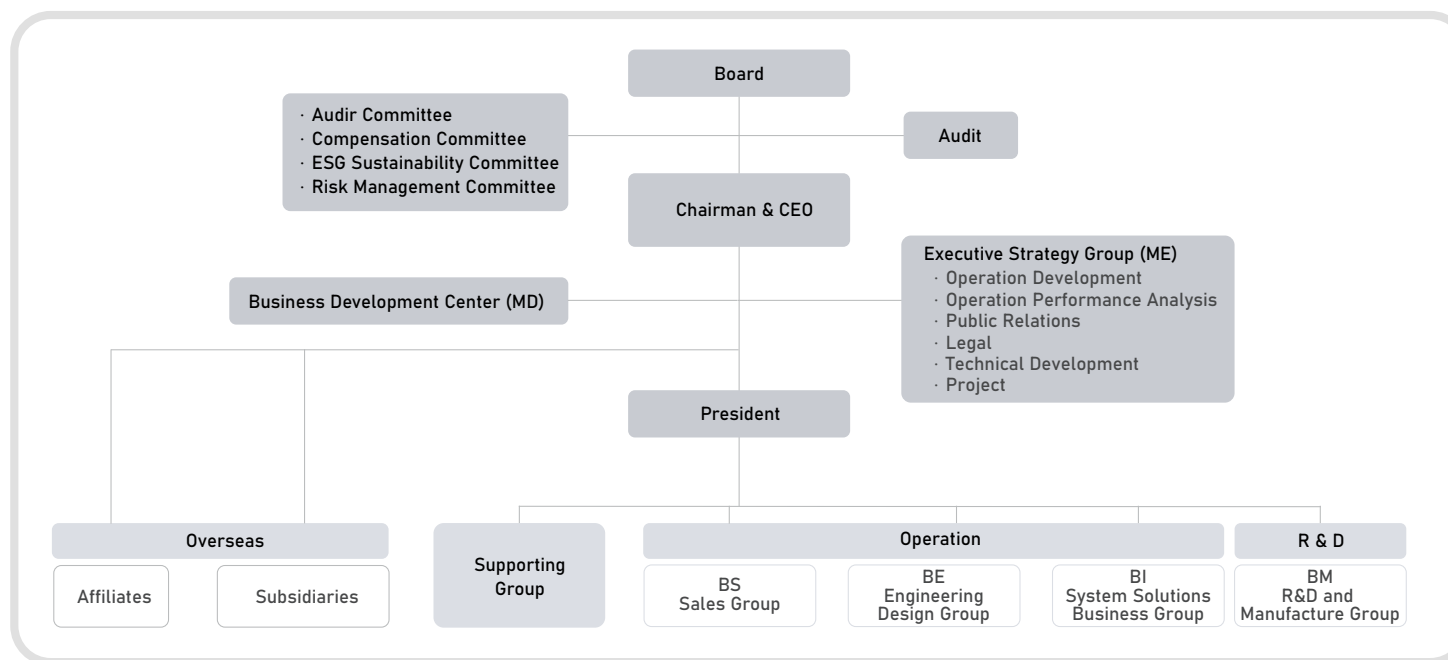 Board
· Audir Committee
· Compensation Committee
· ESG Sustainability Committee
· Risk Management Committee
Audit
Chairman & CEO
Executive Strategy Group (ME)
· Operation Development
· Operation Performance Analysis
· Public Relations
· Legal
· Technical Development
· Project
Business Development Center (MD)
President
Overseas
Affiliates
Subsidiaries
Supporting
Group
Operation
BS
Sales Group
BE
Engineering
Design Group
BI
System Solutions
Business Group
R & D
BM
R&D and
Manufacture Group